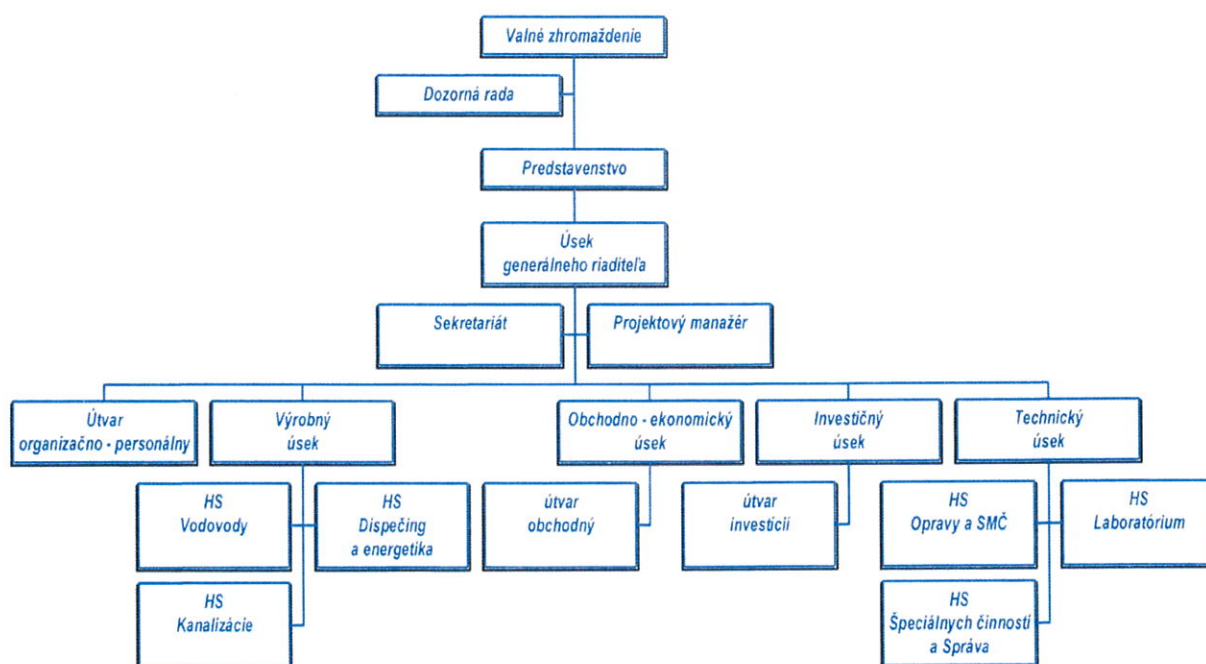 Valné zhromaždenie
Dozorná rada
Predstavenstvo
Úsek
generálneho riaditeľa
Sekretariát
Projektový manažér
Útvar
organizačno - personálny
Výrobný
úsek
Obchodno - ekonomický
úsek
Investičný
úsek
Technický
úsek
HS
Vodovody
HS
Dispečing
a energetika
útvar
obchodný
útvar
investícií
HS
Opravy a SMČ
HS
Laboratórium
HS
Kanalizácie
HS
Špeciálnych činností
a Správa